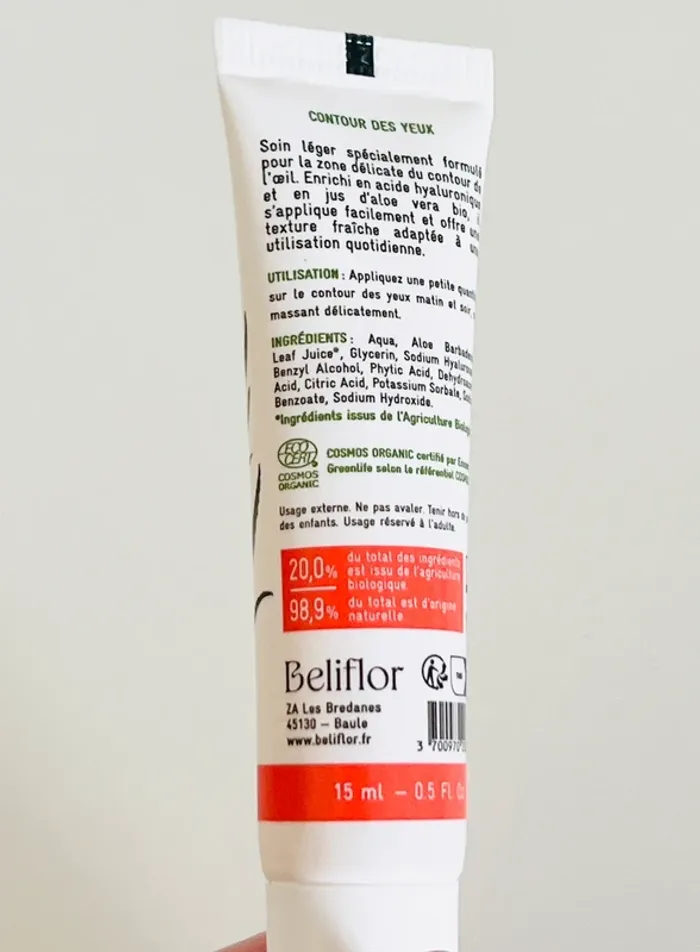 CONTOUR DES YEUX
Soin léger spécialement formulé
pour la zone délicate du contour de
l'œil. Enrichi en acide hyaluronique
et en jus d'aloe vera bio, il
s'applique facilement et offre une
texture fraîche adaptée à une
utilisation quotidienne.
UTILISATION : Appliquez une petite
sur le contour des yeux matin et soir
massant délicatement.
INGRÉDIENTS : Aqua, Aloe
Leaf Juice*, Glycerin, Sodium
Benzyl Alcohol, Phytic Acid,
Acid, Citric Acid, Potassium Sorbate,
Benzoate, Sodium Hydroxide.
*Ingrédients issus de l'Agriculture
ECO
CERT
COSMOS
ORGANIC
COSMOS ORGANIC certifié par
Greenlife selon le référentiel
Usage externe. Ne pas avaler. Tenir hors de
des enfants. Usage réservé à l'adulte.
20,0% du total des ingrédients
est issu de l'agriculture
biologique
98,9% du total est d'origine
naturelle
Beliflor
ZA Les Bredanes
45130 – Baule
www.beliflor.fr
3 700970
15 ml – 0.5 Fl. Oz